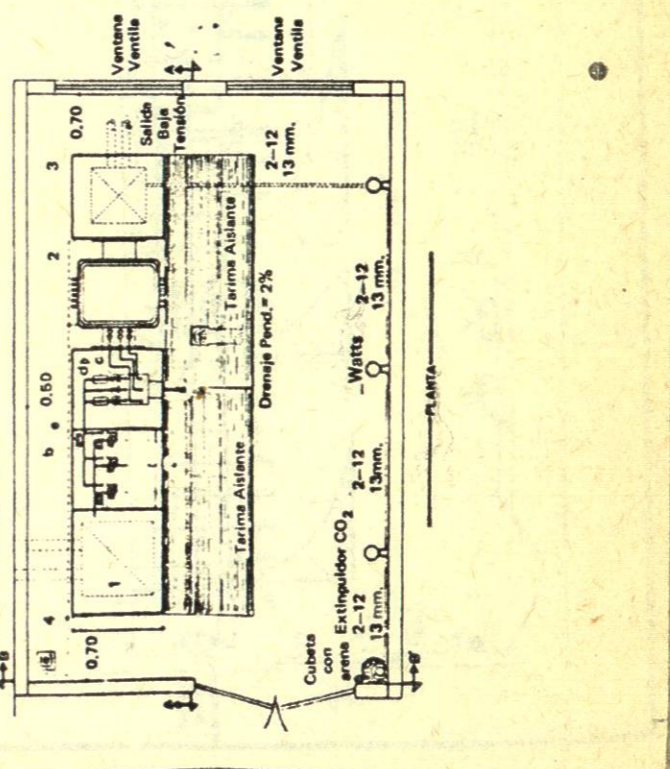 Ventana
Ventila
Ventana
Ventila
A
0.70
Salida
Baja
Tensión
3
2-12
13 mm.
2
Tarima Aislante
Drenaje Pend.= 2%
2-12
13 mm.
0.50
d
b
c
e
b
Watts
Tarima Aislante
2-12
13mm.
1
4
0.70
Cubeta
con
arena
Extinguidor CO2
2-12
13 mm.
B
B'
PLANTA